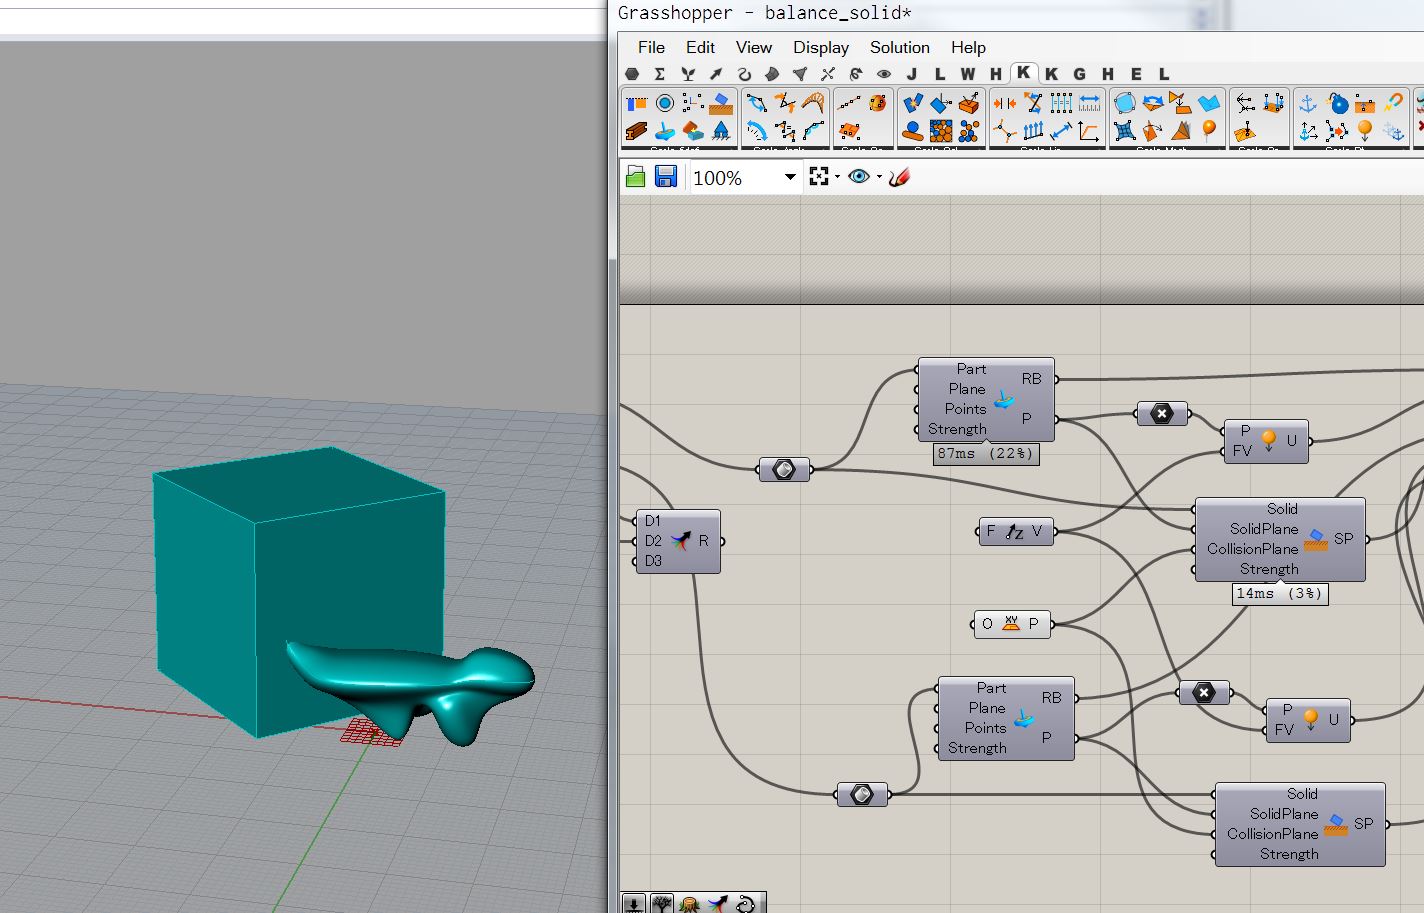 Grasshopper - balance_solid*
File Edit View Display Solution Help
J L W H K K G H E L
100%
Part
Plane
Points
Strength
RB
P
87ms (22%)
P
FV
U
D1
D2
D3
R
F
Z
V
Solid
SolidPlane
CollisionPlane
Strength
SP
14ms (3%)
O
XY
P
Part
Plane
Points
Strength
RB
P
P
FV
U
Solid
SolidPlane
CollisionPlane
Strength
SP